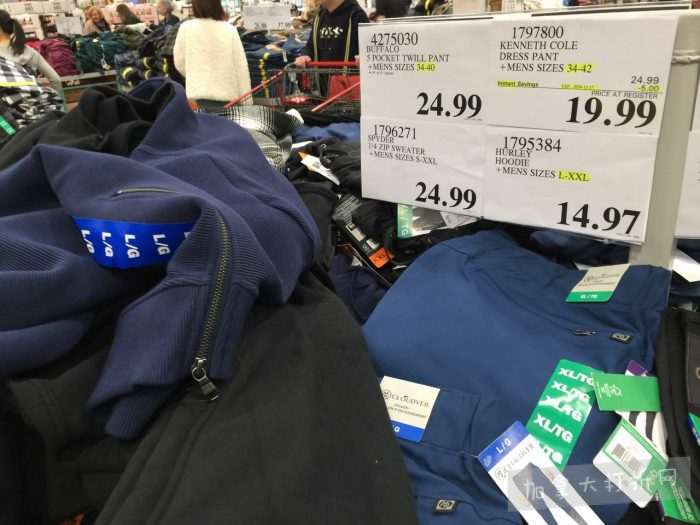 4275030
BUFFALO
5 POCKET TWILL PANT
+MENS SIZES 34-40
24.99
1797800
KENNETH COLE
DRESS PANT
+MENS SIZES 34-42
24.99
Instant Savings
-5.00
PRICE AT REGISTER
19.99
1796271
SPYDER
1/4 ZIP SWEATER
+MENS SIZES S-XXL
24.99
1795384
HURLEY
HOODIE
+MENS SIZES L-XXL
14.97
L/G
L/G
L/G
L/G
XL/TG
CLOUDVEIL
XL/TG
XL/TG
XL/TG
XL/TG
L/G
加拿大打折网